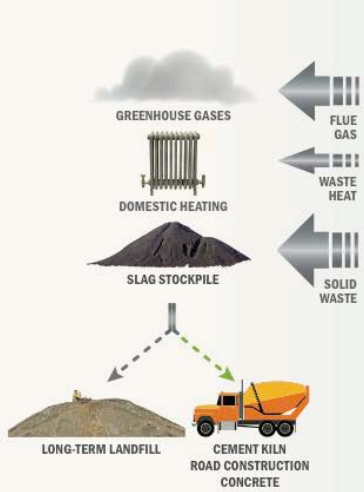 GREENHOUSE GASES
FLUE
GAS
DOMESTIC HEATING
WASTE
HEAT
SLAG STOCKPILE
SOLID
WASTE
LONG-TERM LANDFILL
CEMENT KILN
ROAD CONSTRUCTION
CONCRETE